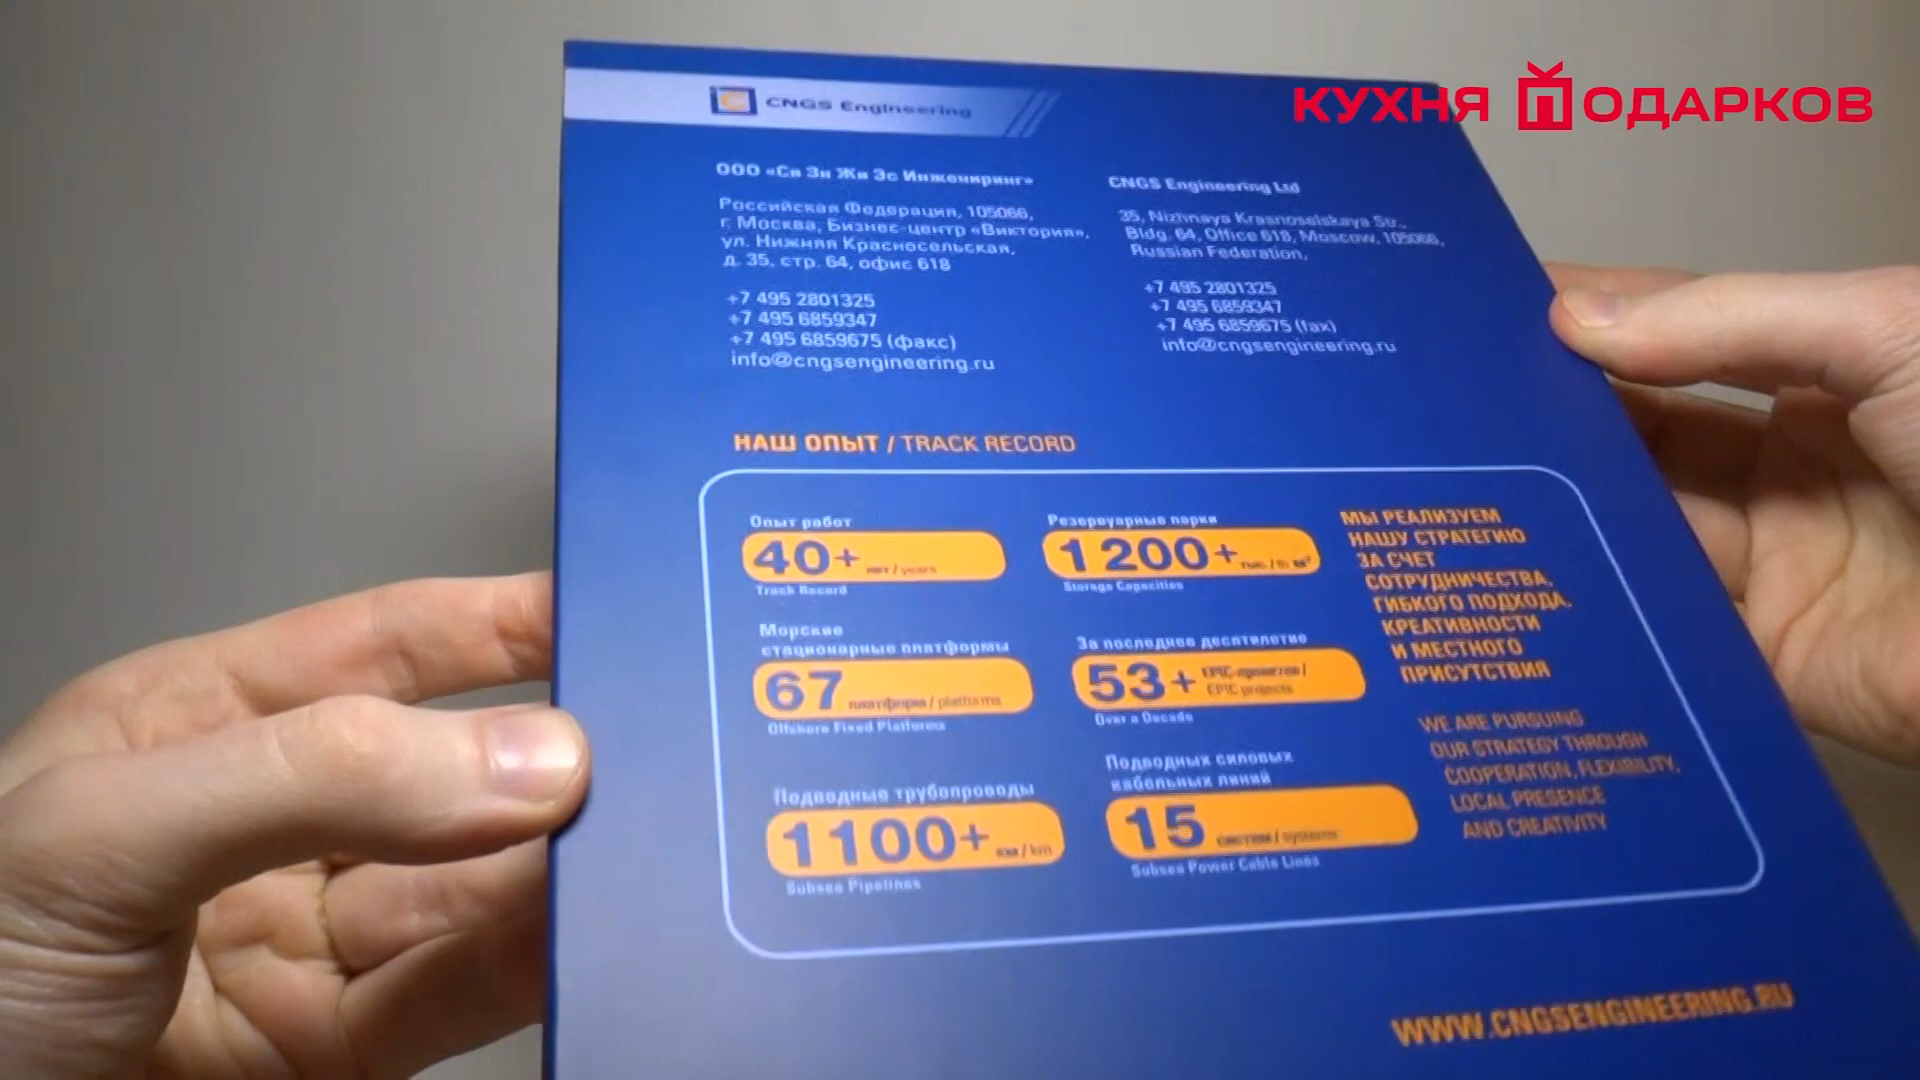 КУХНЯ ПОДАРКОВ
CNGS Engineering
ООО «Си Эн Жи Эс Инжениринг»
Российская Федерация, 105066,
г. Москва, Бизнес-центр «Виктория»,
ул. Нижняя Красносельская,
д. 35, стр. 64, офис 618
+7 495 2801325
+7 495 6859347
+7 495 6859675 (факс)
info@cngsengineering.ru
CNGS Engineering Ltd
35, Nizhnaya Krasnoselskaya Str.,
Bldg. 64, Office 618, Moscow, 105066,
Russian Federation,
+7 495 2801325
+7 495 6859347
+7 495 6859675 (fax)
info@cngsengineering.ru
НАШ ОПЫТ / TRACK RECORD
Опыт работ
40+ лет / years
Track Record
Резервуарные парки
1 200+ тыс. / th м³
Storage Capacities
Морские
стационарные платформы
67 платформ / platforms
Offshore Fixed Platforms
За последнее десятилетие
53+ EPIC-проектов /
EPIC projects
Over a Decade
Подводные трубопроводы
1100+ км / km
Subsea Pipelines
Подводных силовых
кабельных линий
15 систем / systems
Subsea Power Cable Lines
МЫ РЕАЛИЗУЕМ
НАШУ СТРАТЕГИЮ
ЗА СЧЕТ
СОТРУДНИЧЕСТВА,
ГИБКОГО ПОДХОДА,
КРЕАТИВНОСТИ
И МЕСТНОГО
ПРИСУТСТВИЯ
WE ARE PURSUING
OUR STRATEGY THROUGH
COOPERATION, FLEXIBILITY,
LOCAL PRESENCE
AND CREATIVITY
WWW.CNGSENGINEERING.RU